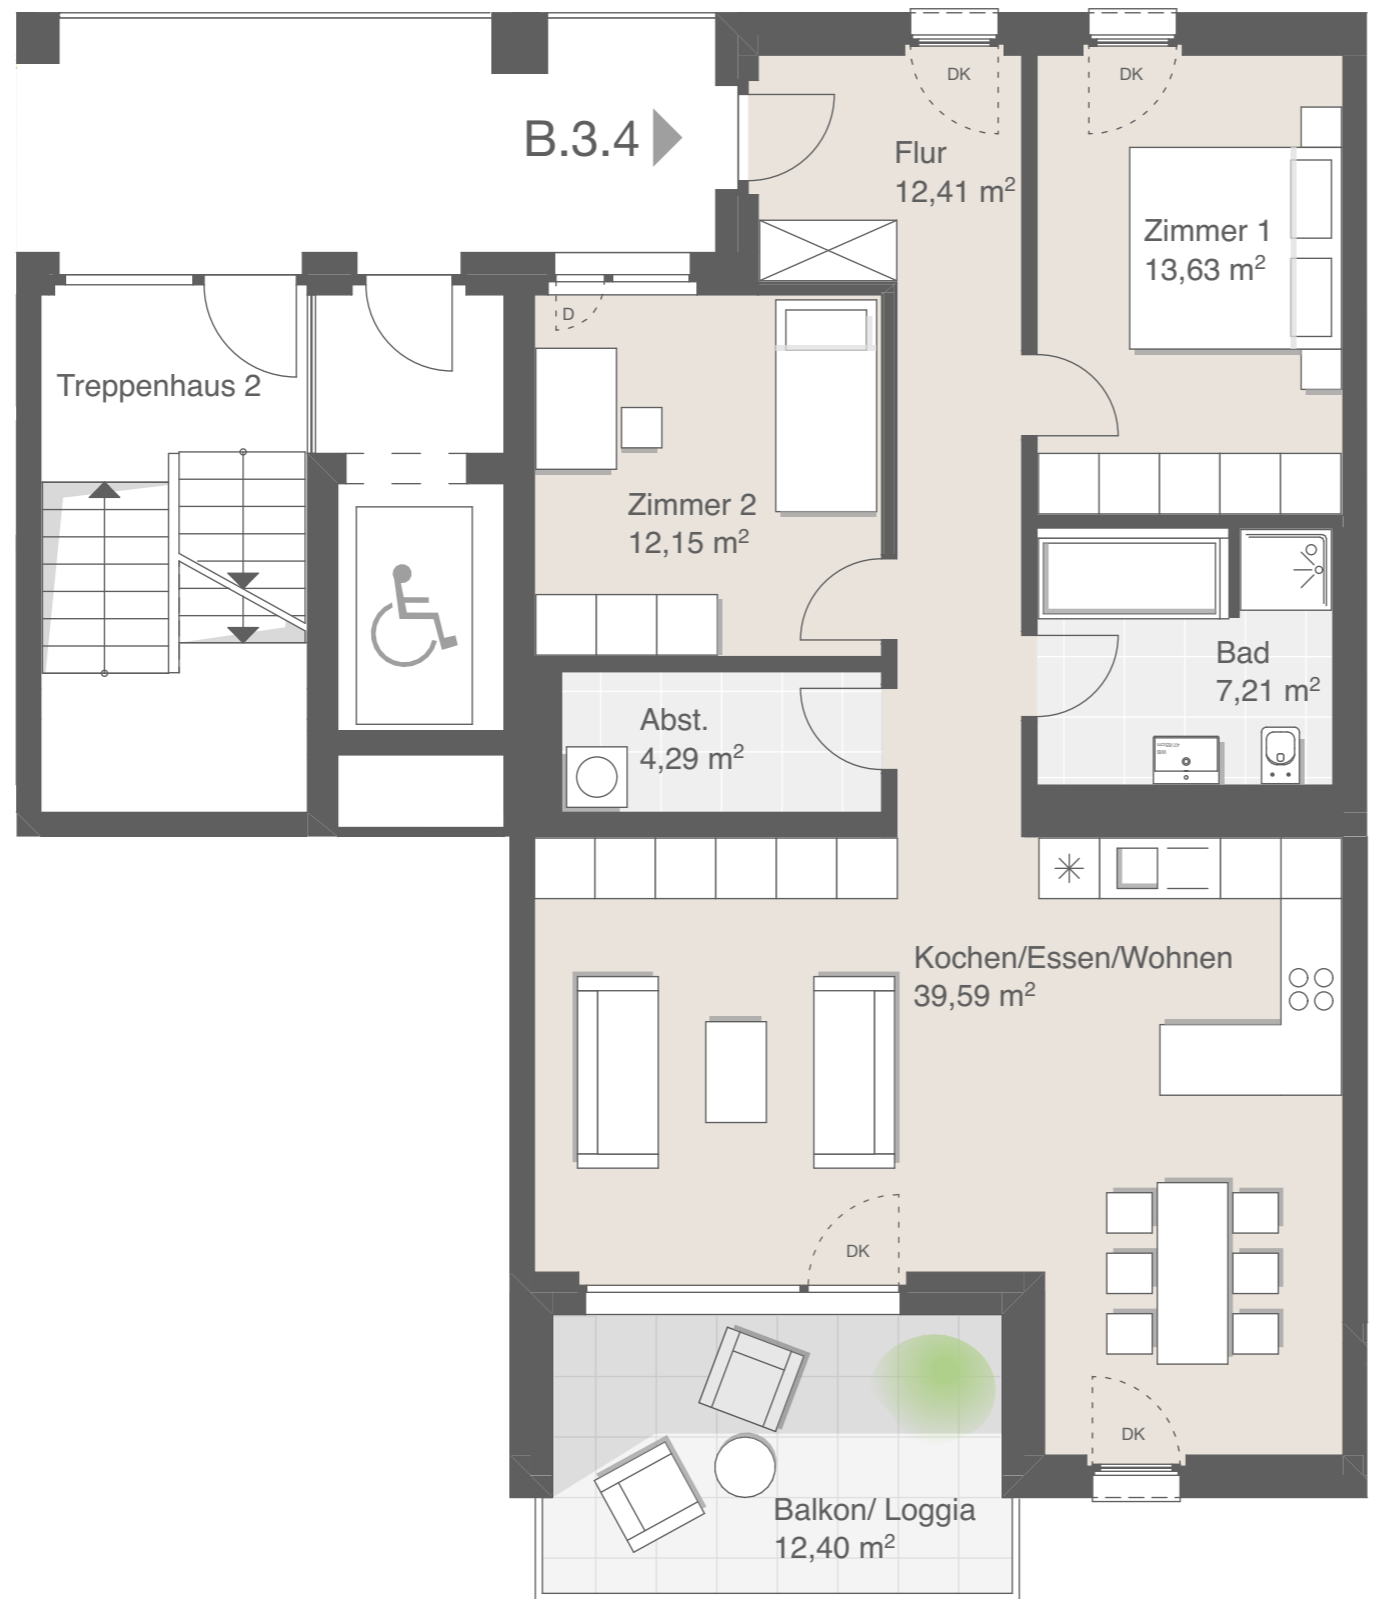 DK
DK
B.3.4
Flur
12,41 m²
Zimmer 1
13,63 m²
D
Treppenhaus 2
Zimmer 2
12,15 m²
Bad
7,21 m²
Abst.
4,29 m²
Kochen/Essen/Wohnen
39,59 m²
DK
DK
Balkon/ Loggia
12,40 m²